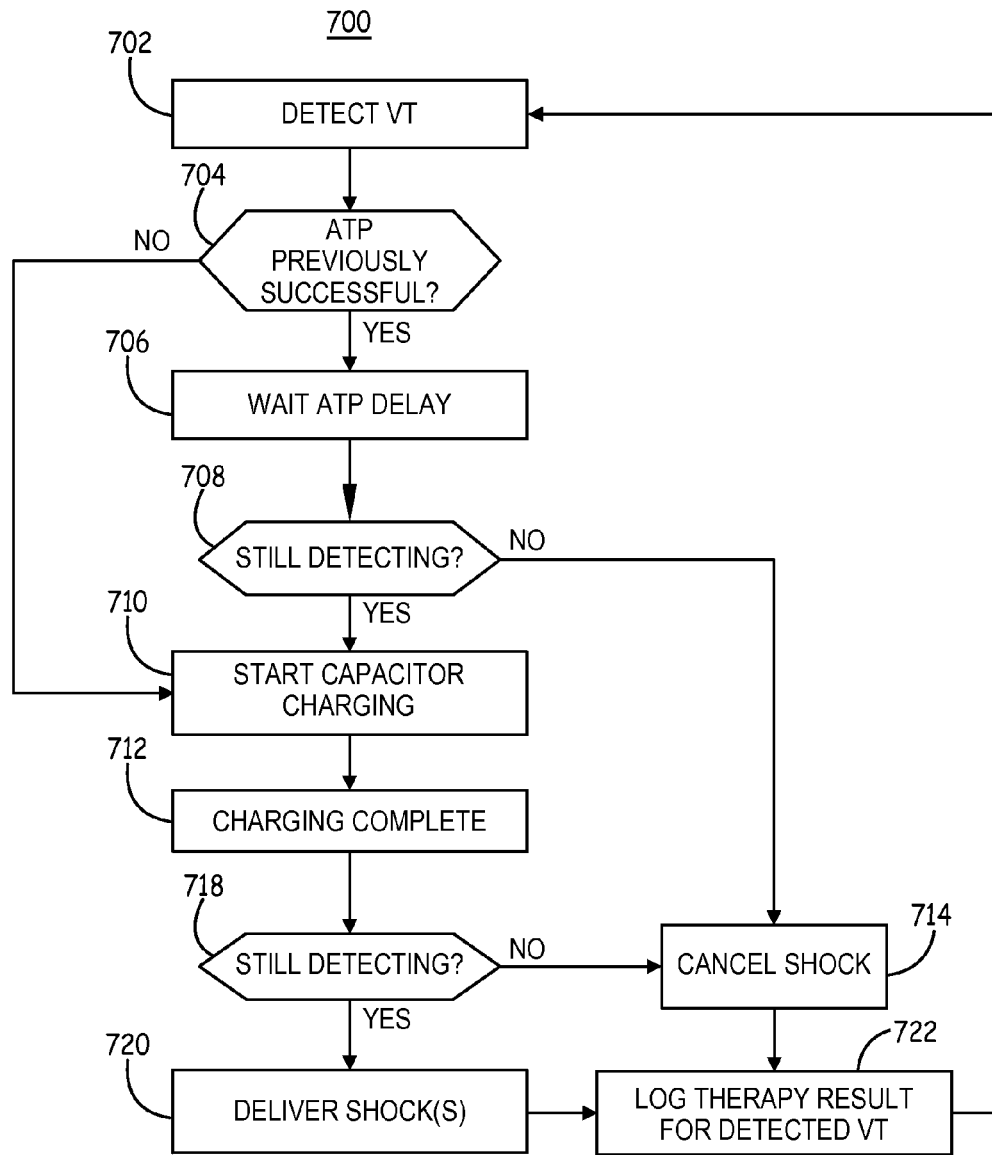 700
702
DETECT VT
704
ATP
PREVIOUSLY
SUCCESSFUL?
NO
YES
706
WAIT ATP DELAY
708
STILL DETECTING?
NO
YES
710
START CAPACITOR
CHARGING
712
CHARGING COMPLETE
718
STILL DETECTING?
NO
YES
714
CANCEL SHOCK
720
DELIVER SHOCK(S)
722
LOG THERAPY RESULT
FOR DETECTED VT